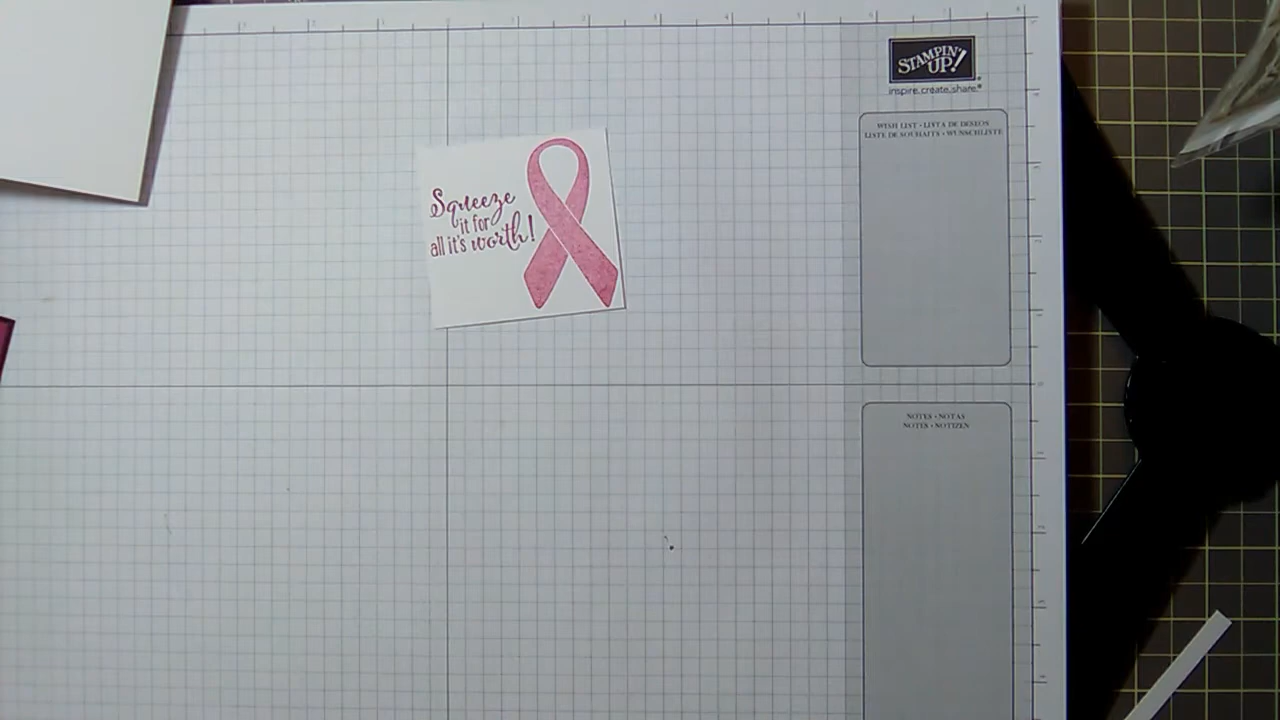 STAMPIN' UP!
inspire.create.share®
WISH LIST • LISTA DE DESEOS
LISTE DE SOUHAITS • WUNSCHLISTE
Squeeze
it for
all it's worth!
NOTES • NOTAS
NOTES • NOTIZEN